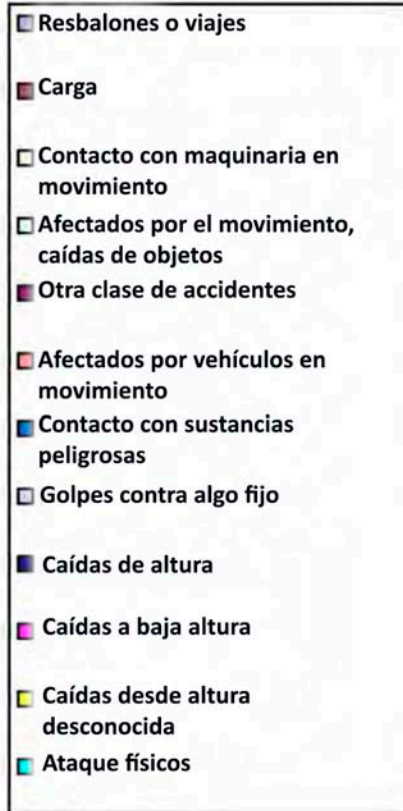 Resbalones o viajes
Carga
Contacto con maquinaria en
movimiento
Afectados por el movimiento,
caídas de objetos
Otra clase de accidentes
Afectados por vehículos en
movimiento
Contacto con sustancias
peligrosas
Golpes contra algo fijo
Caídas de altura
Caídas a baja altura
Caídas desde altura
desconocida
Ataque físicos